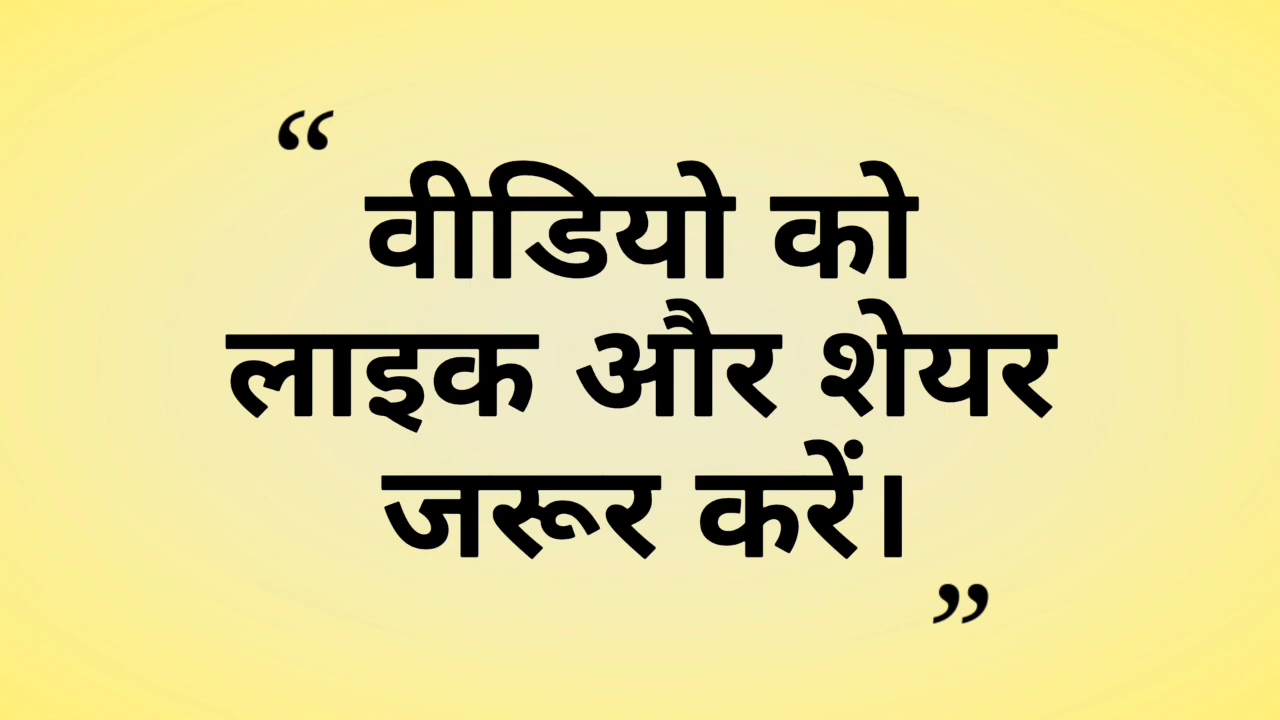 “
वीडियो को
लाइक और शेयर
जरूर करें।
”